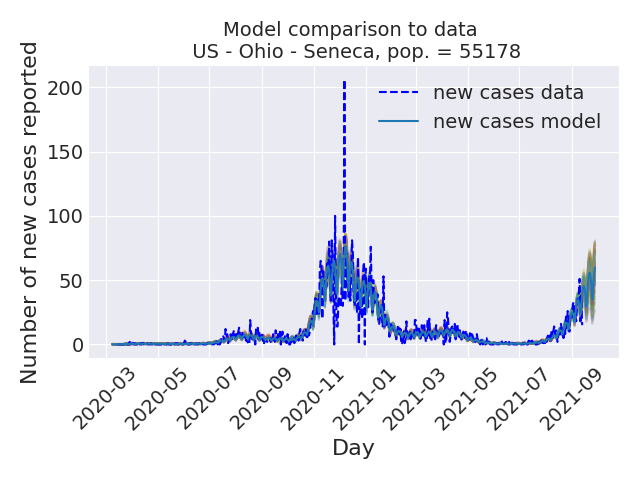 Model comparison to data
US - Ohio - Seneca, pop. = 55178
Number of new cases reported
200
150
100
50
0
new cases data
new cases model
2020-03
2020-05
2020-07
2020-09
2020-11
2021-01
2021-03
2021-05
2021-07
2021-09
Day